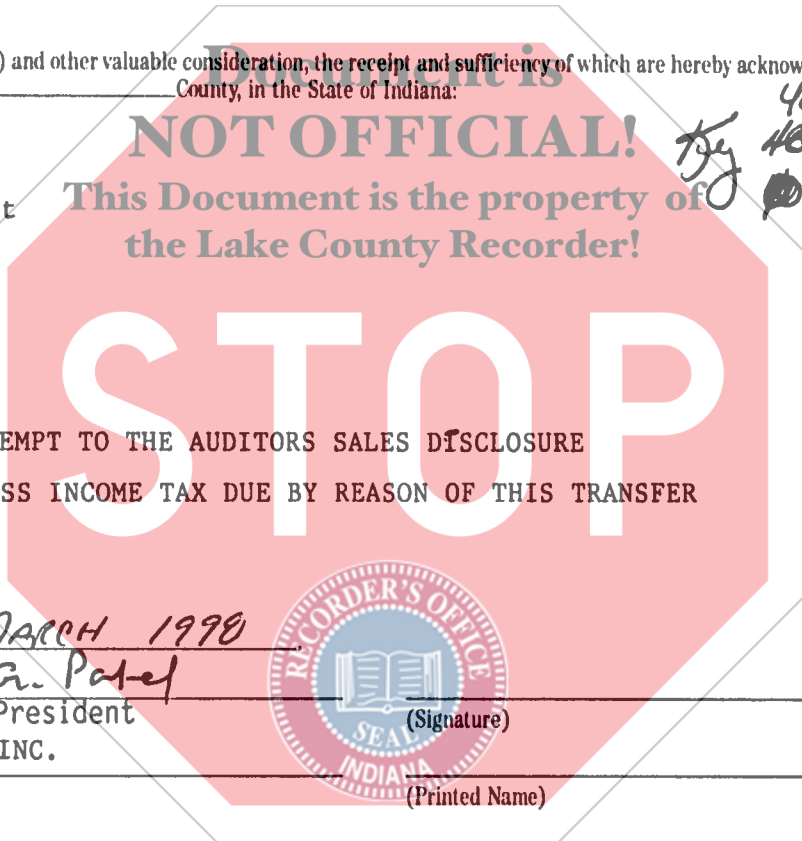 ) and other valuable consideration, the receipt and sufficiency of which are hereby acknow
Document is
County, in the State of Indiana:
NOT OFFICIAL!
Key
t
This Document is the property of
the Lake County Recorder!
STOP
EMPT TO THE AUDITORS SALES DISCLOSURE
SS INCOME TAX DUE BY REASON OF THIS TRANSFER
MARCH 1998
Patel
President
(Signature)
INC.
(Printed Name)
RECORDER'S OFFICE
SEAL
INDIANA